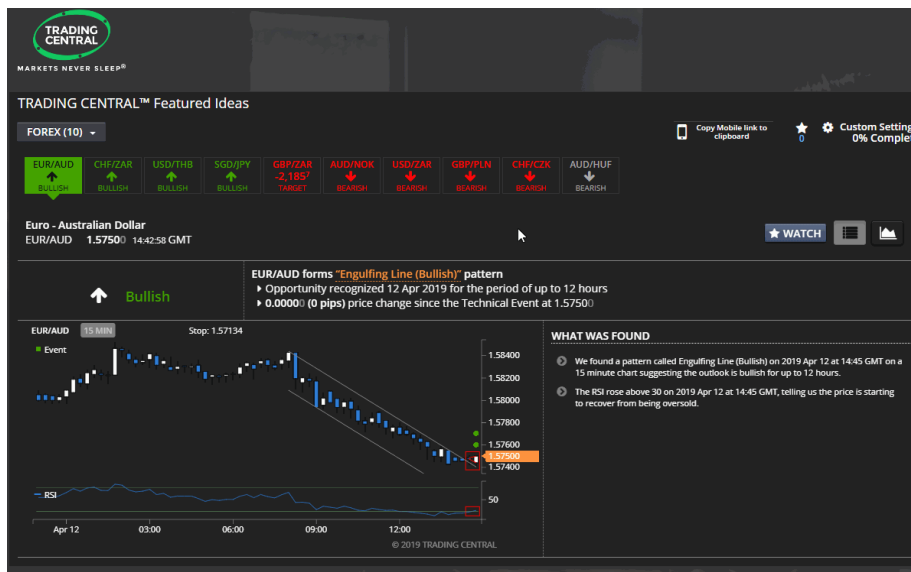 TRADING
CENTRAL
MARKETS NEVER SLEEP®
TRADING CENTRAL™ Featured Ideas
FOREX (10)
Copy Mobile link to
clipboard
0
Custom Setting
0% Complet
EUR/AUD CHF/ZAR USD/THB SGD/JPY GBP/ZAR AUD/NOK USD/ZAR GBP/PLN CHF/CZK AUD/HUF
-2,185⁷
BULLISH BULLISH BULLISH BULLISH TARGET BEARISH BEARISH BEARISH BEARISH BEARISH
Euro - Australian Dollar
EUR/AUD 1.57500 14:42:58 GMT
WATCH
Bullish
EUR/AUD forms "Engulfing Line (Bullish)" pattern
Opportunity recognized 12 Apr 2019 for the period of up to 12 hours
0.00000 (0 pips) price change since the Technical Event at 1.57500
EUR/AUD 15 MIN Stop: 1.57134
Event
1.58400
1.58200
1.58000
1.57800
1.57600
1.57500
1.57400
RSI
50
Apr 12 03:00 06:00 09:00 12:00
© 2019 TRADING CENTRAL
WHAT WAS FOUND
We found a pattern called Engulfing Line (Bullish) on 2019 Apr 12 at 14:45 GMT on a
15 minute chart suggesting the outlook is bullish for up to 12 hours.
The RSI rose above 30 on 2019 Apr 12 at 14:45 GMT, telling us the price is starting
to recover from being oversold.